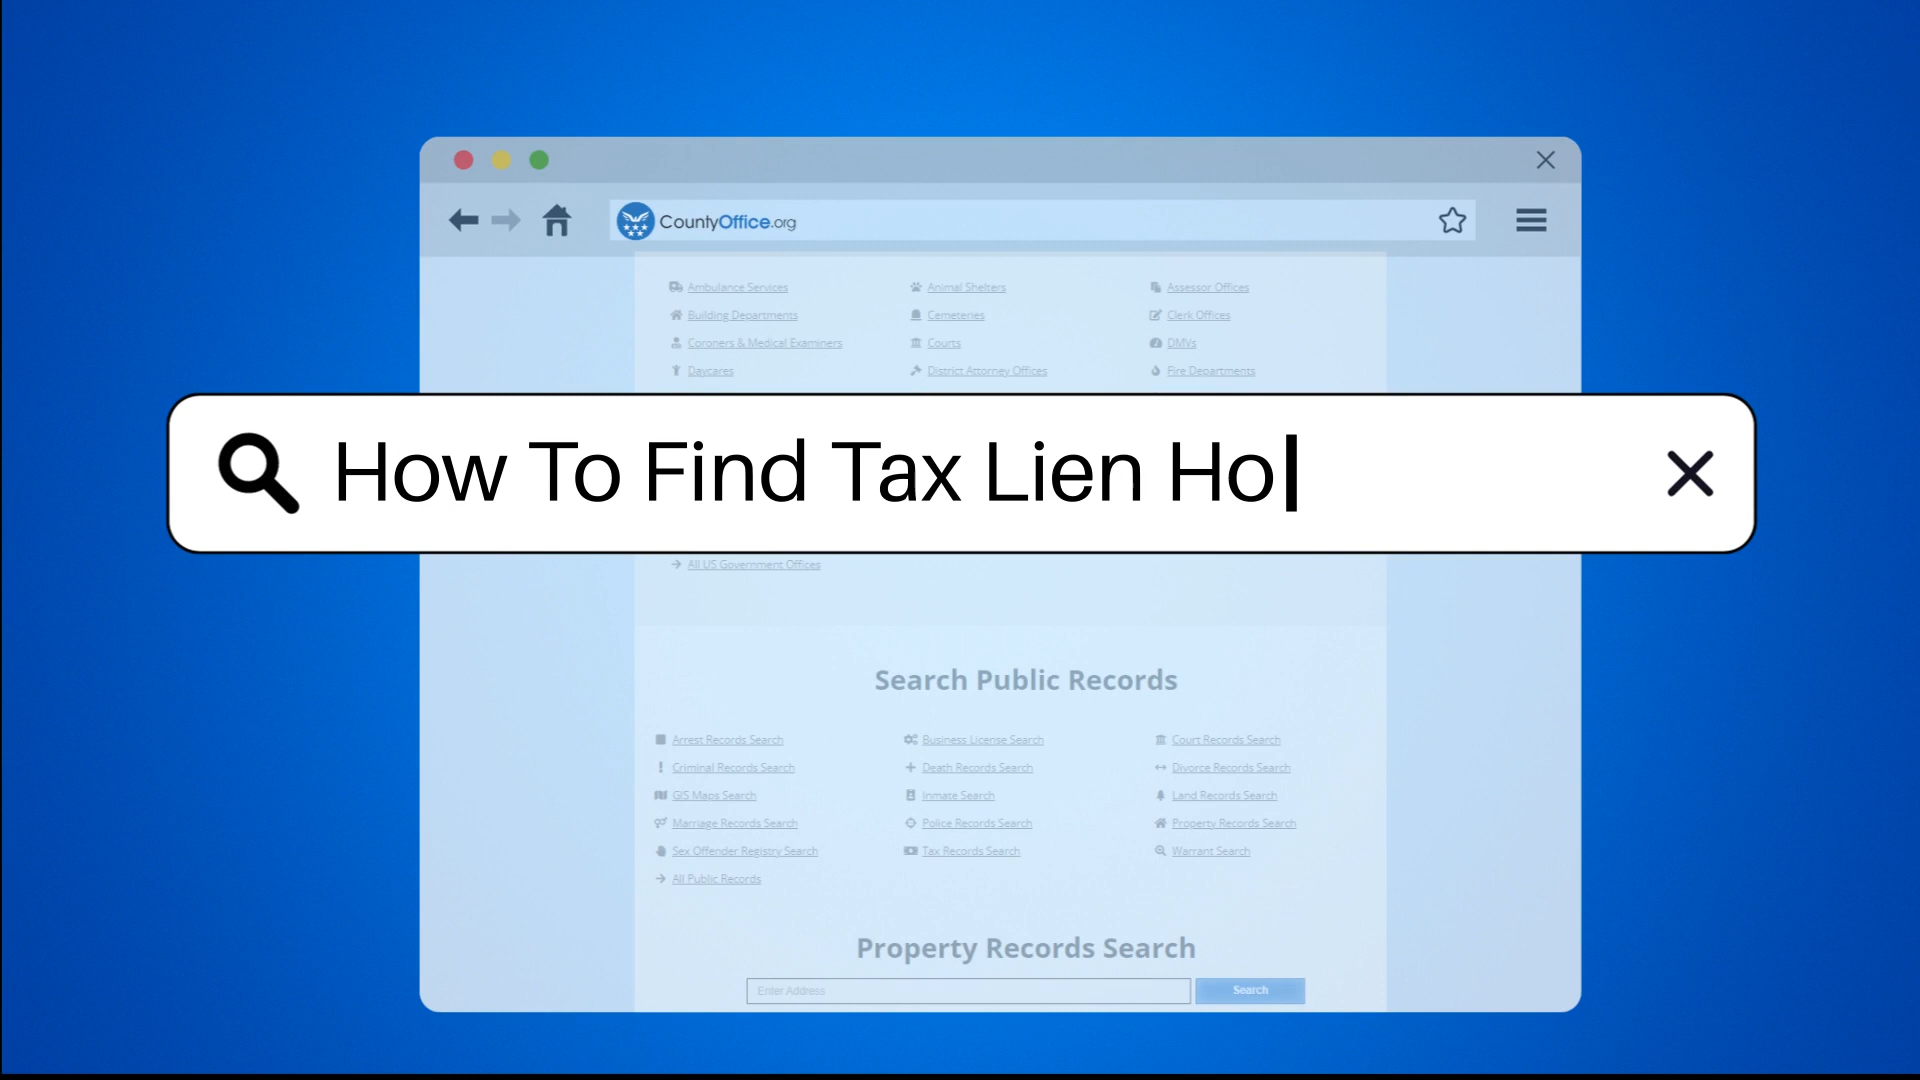 CountyOffice.org
Ambulance Services Animal Shelters Assessor Offices
Building Departments Cemeteries Clerk Offices
Coroners & Medical Examiners Courts DMVs
Daycares District Attorney Offices Fire Departments
How To Find Tax Lien Ho
All US Government Offices
Search Public Records
Arrest Records Search Business License Search Court Records Search
Criminal Records Search Death Records Search Divorce Records Search
GIS Maps Search Inmate Search Land Records Search
Marriage Records Search Police Records Search Property Records Search
Sex Offender Registry Search Tax Records Search Warrant Search
All Public Records
Property Records Search
Enter Address Search